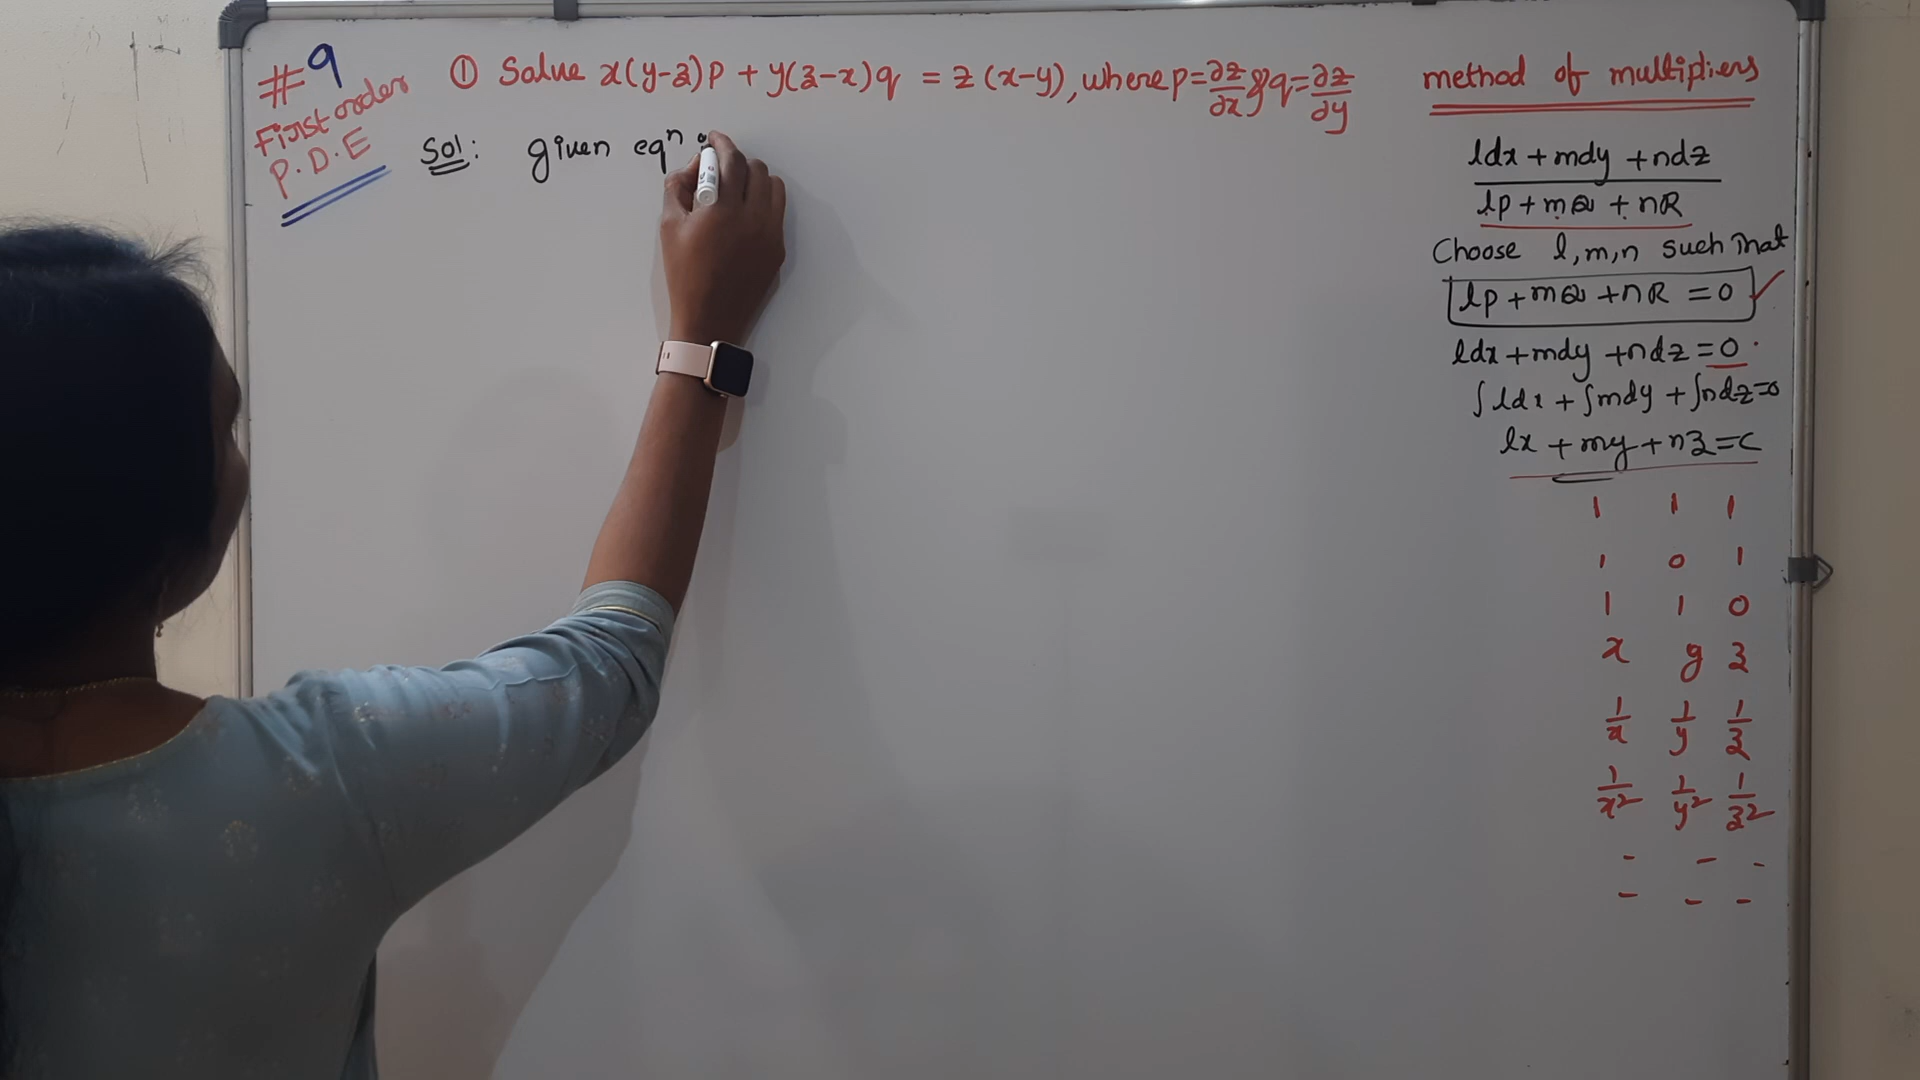 #9
First order
P.D.E
① Solve x(y-z)p + y(z-x)q = z(x-y), where p=∂z/∂x & q=∂z/∂y
Sol: given eqⁿ
method of multipliers
ldx + mdy + ndz
lp + mQ + nR
Choose l, m, n such that
lp + mQ + nR = 0 ✓
ldx + mdy + ndz = 0
∫ldx + ∫mdy + ∫ndz=0
lx + my + nz = c
1 1 1
1 0 1
1 1 0
x y z
1/x 1/y 1/z
1/x² 1/y² 1/z²
- - -
- - -